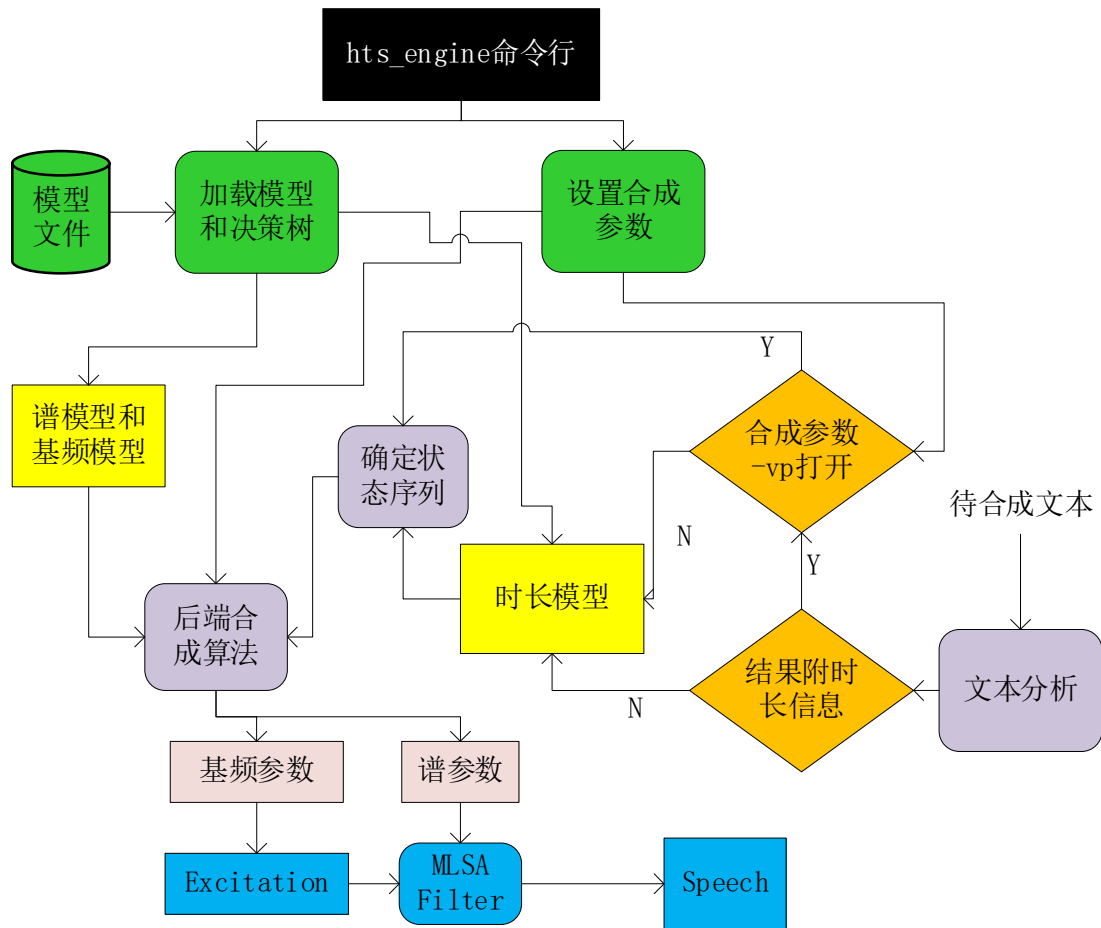 hts_engine命令行
模型
文件
加载模型
和决策树
设置合成
参数
Y
谱模型和
基频模型
确定状
态序列
合成参数
-vp打开
待合成文本
N
Y
时长模型
后端合
成算法
结果附时
长信息
文本分析
N
基频参数
谱参数
Excitation
MLSA
Filter
Speech